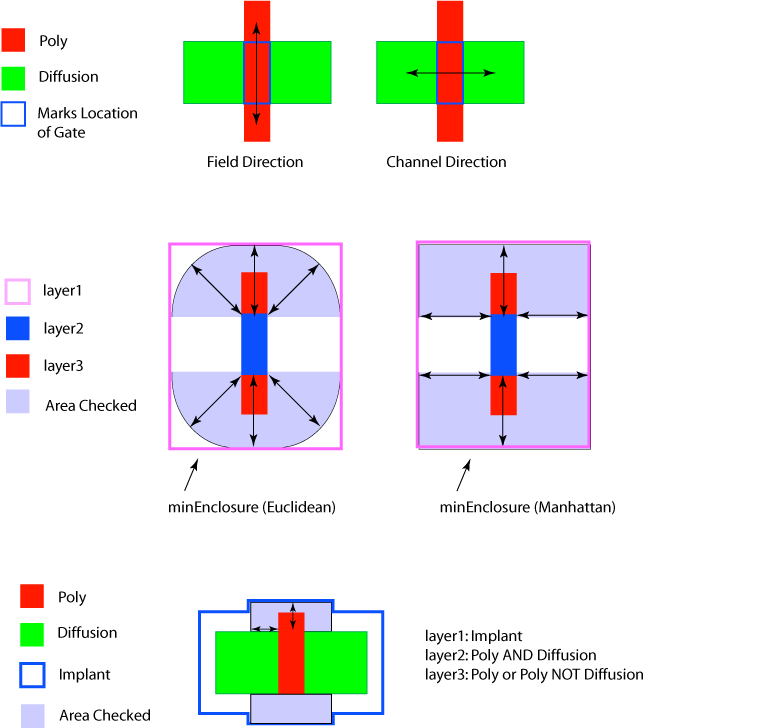 Poly
Diffusion
Marks Location
of Gate
Field Direction
Channel Direction
layer1
layer2
layer3
Area Checked
minEnclosure (Euclidean)
minEnclosure (Manhattan)
Poly
Diffusion
Implant
Area Checked
layer1: Implant
layer2: Poly AND Diffusion
layer3: Poly or Poly NOT Diffusion